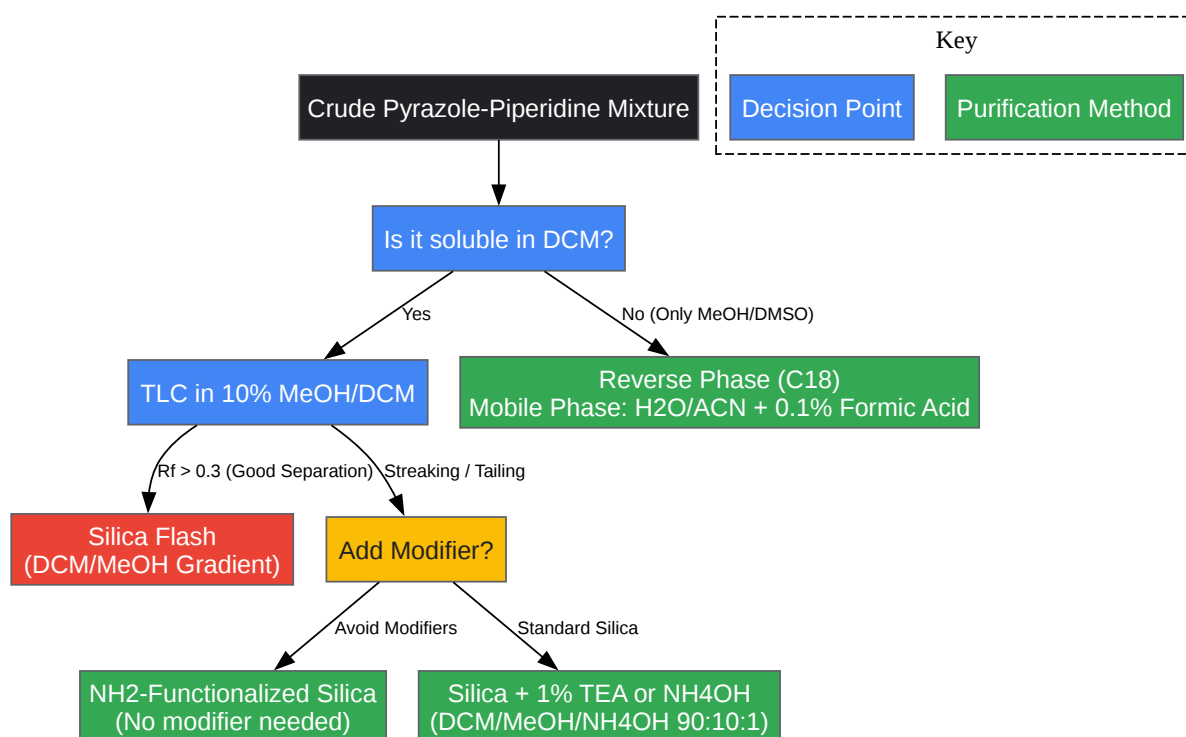 Key
Crude Pyrazole-Piperidine Mixture
Decision Point
Purification Method
Is it soluble in DCM?
Yes
No (Only MeOH/DMSO)
TLC in 10% MeOH/DCM
Reverse Phase (C18)
Mobile Phase: H2O/ACN + 0.1% Formic Acid
Rf > 0.3 (Good Separation)
Streaking / Tailing
Silica Flash
(DCM/MeOH Gradient)
Add Modifier?
Avoid Modifiers
Standard Silica
NH2-Functionalized Silica
(No modifier needed)
Silica + 1% TEA or NH4OH
(DCM/MeOH/NH4OH 90:10:1)